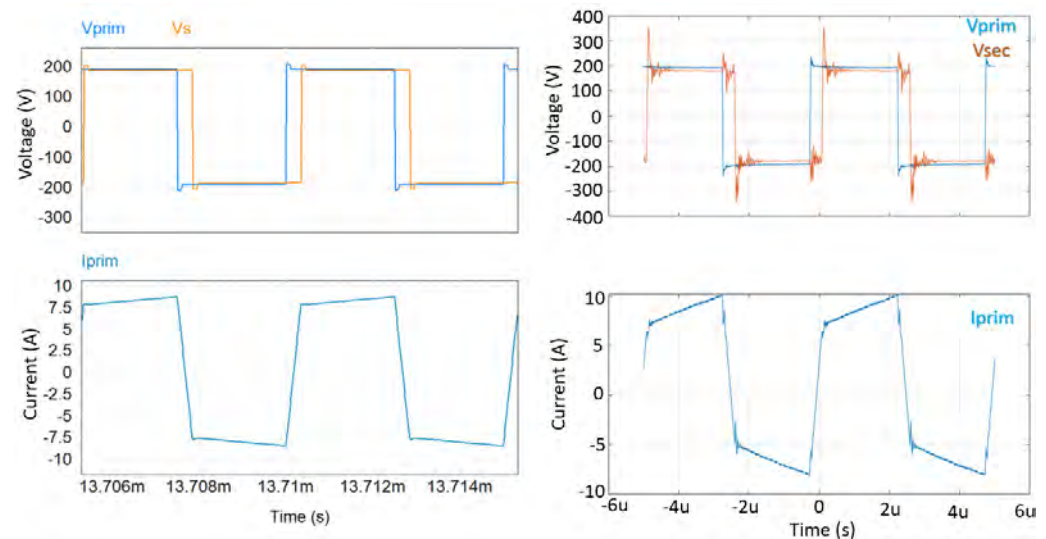 Vprim Vs
Voltage (V)
200
100
0
-100
-200
-300
Iprim
Current (A)
10
7.5
5
2.5
0
-2.5
-5
-7.5
-10
13.706m 13.708m 13.71m 13.712m 13.714m
Time (s)
Vprim
Vsec
Voltage (V)
400
300
200
100
0
-100
-200
-300
-400
Iprim
Current (A)
10
5
0
-5
-10
-6u -4u -2u 0 2u 4u 6u
Time (s)